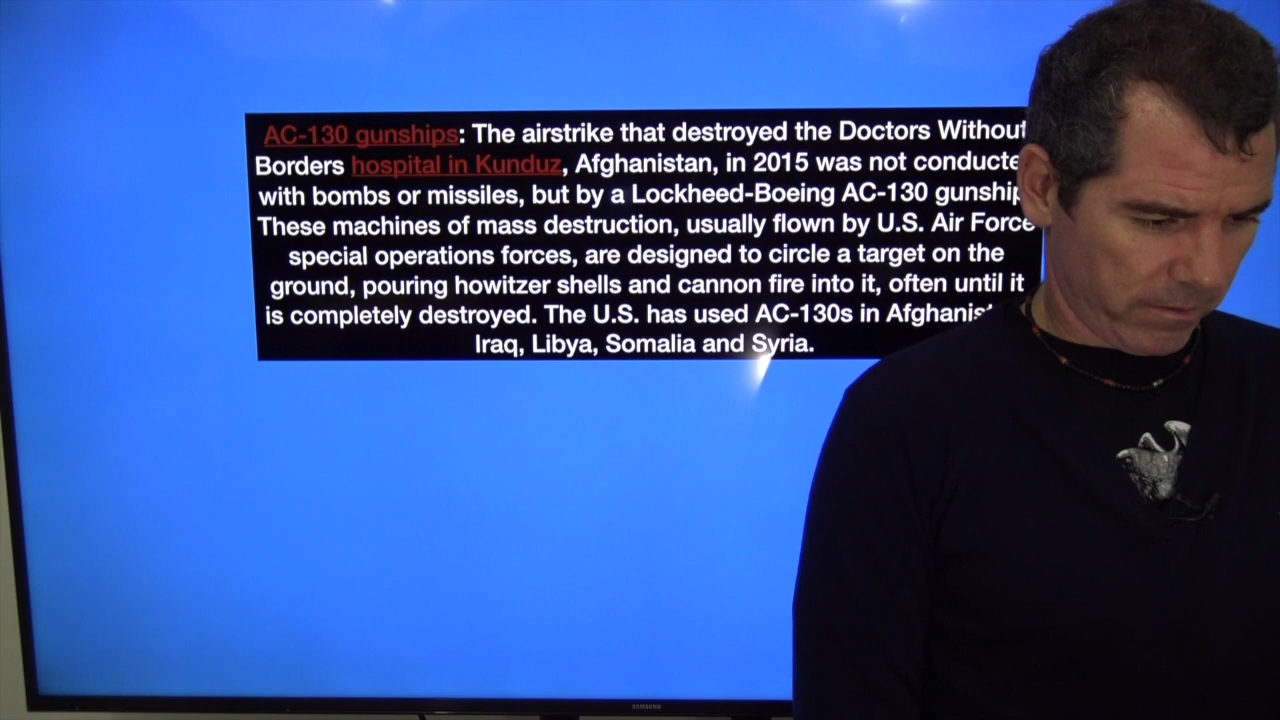 AC-130 gunships: The airstrike that destroyed the Doctors Without
Borders hospital in Kunduz, Afghanistan, in 2015 was not conducte
with bombs or missiles, but by a Lockheed-Boeing AC-130 gunship
These machines of mass destruction, usually flown by U.S. Air Force
special operations forces, are designed to circle a target on the
ground, pouring howitzer shells and cannon fire into it, often until it
is completely destroyed. The U.S. has used AC-130s in Afghanist
Iraq, Libya, Somalia and Syria.
SAMSUNG